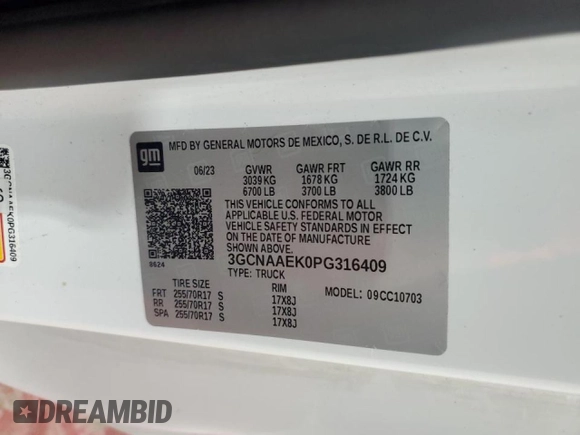 gm
MFD BY GENERAL MOTORS DE MEXICO, S. DE R.L. DE C.V.
06/23 GVWR GAWR FRT GAWR RR
3039 KG 1678 KG 1724 KG
6700 LB 3700 LB 3800 LB
THIS VEHICLE CONFORMS TO ALL
APPLICABLE U.S. FEDERAL MOTOR
VEHICLE SAFETY STANDARDS IN EFFECT
ON THE DATE OF MANUFACTURE
SHOWN ABOVE.
3GCNAAEK0PG316409
8624
TYPE: TRUCK
TIRE SIZE RIM MODEL: 09CC10703
FRT 255/70R17 S 17X8J
RR 255/70R17 S 17X8J
SPA 255/70R17 S 17X8J
3GCNAAEK0PG316409
DREAMBID